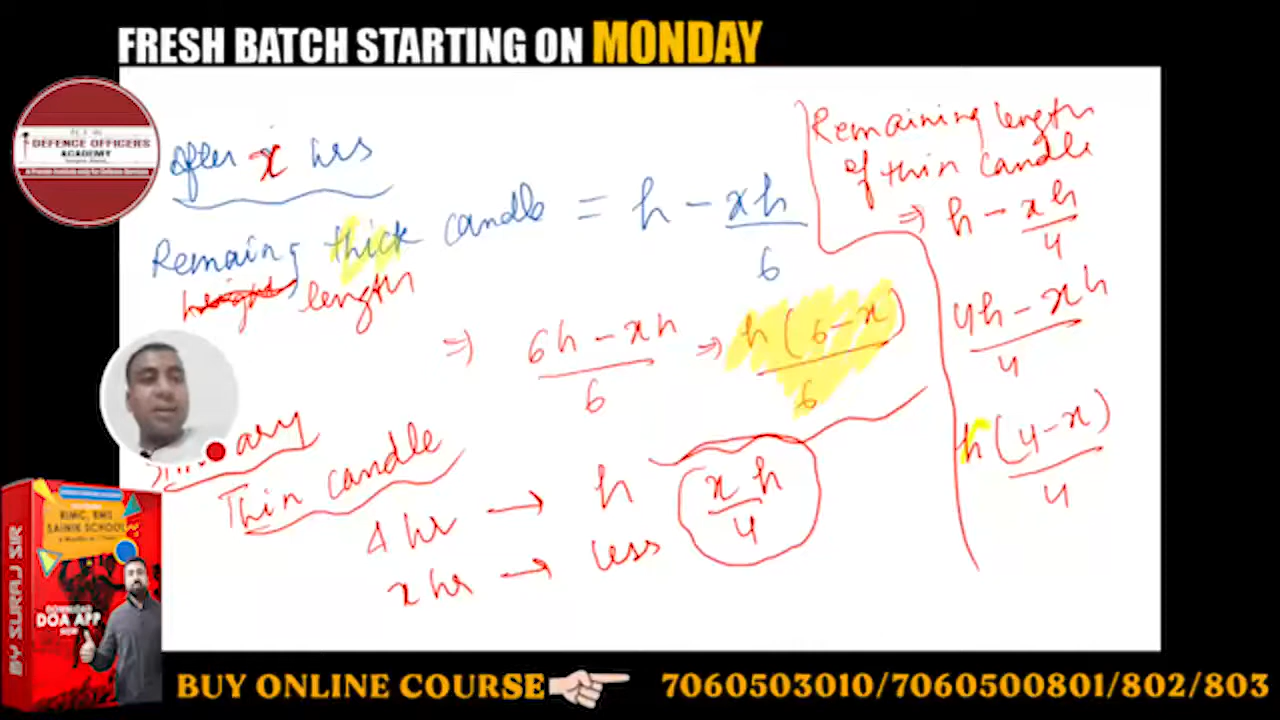 FRESH BATCH STARTING ON MONDAY
DEFENCE OFFICERS
ACADEMY
after x hrs
Remaining thick candle = h - xh/6
height length
⇒ 6h - xh/6 ⇒ h(6-x)/6
Remaining length
of thin candle
⇒ h - xh/4
4h - xh/4
h(4-x)/4
Thin candle
4 hr → h
x hr → less xh/4
BY SURAJ SIR
RIMC, RMS
SAINIK SCHOOL
DOWNLOAD
DOA APP
NOW
BUY ONLINE COURSE 7060503010/7060500801/802/803